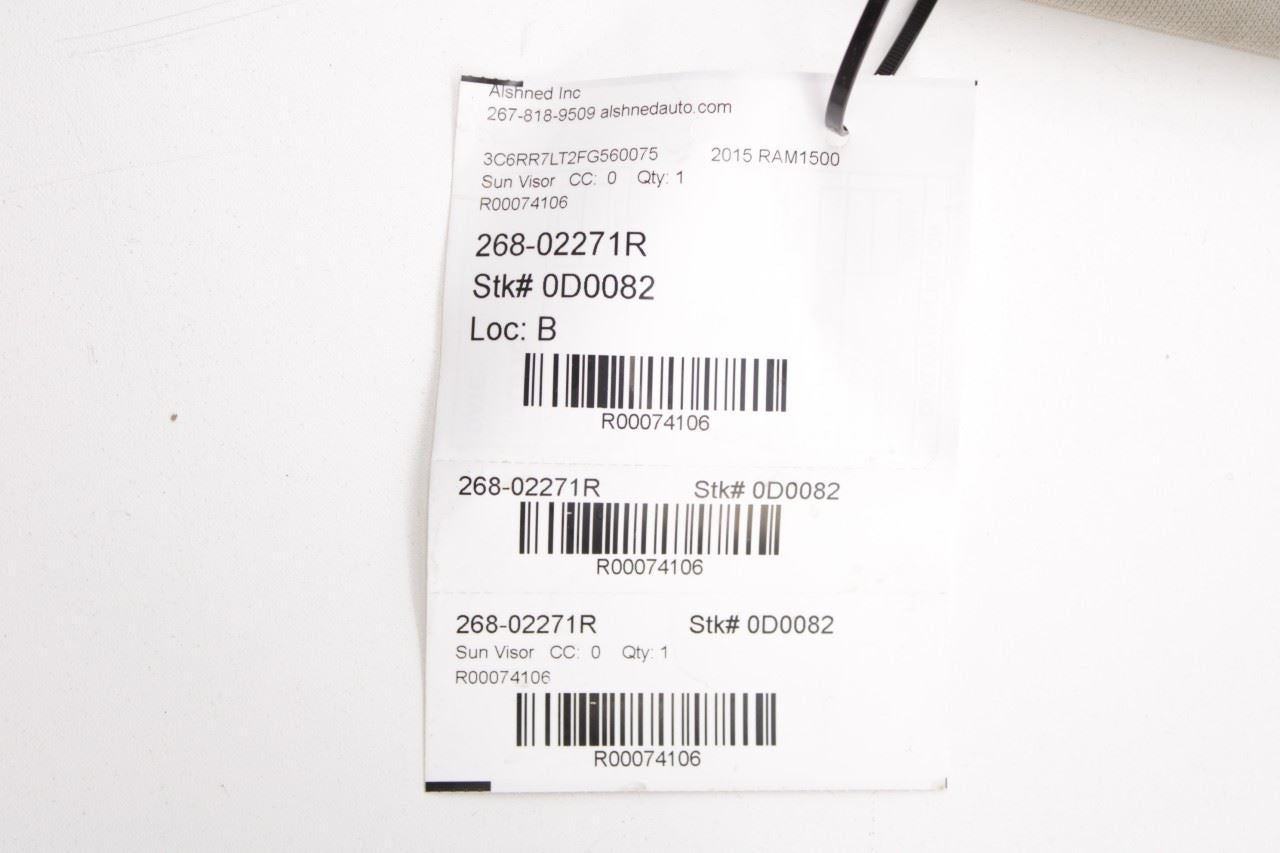 Alshned Inc
267-818-9509 alshnedauto.com
3C6RR7LT2FG560075 2015 RAM1500
Sun Visor CC: 0 Qty: 1
R00074106
268-02271R
Stk# 0D0082
Loc: B
R00074106
268-02271R Stk# 0D0082
R00074106
268-02271R Stk# 0D0082
Sun Visor CC: 0 Qty: 1
R00074106
R00074106